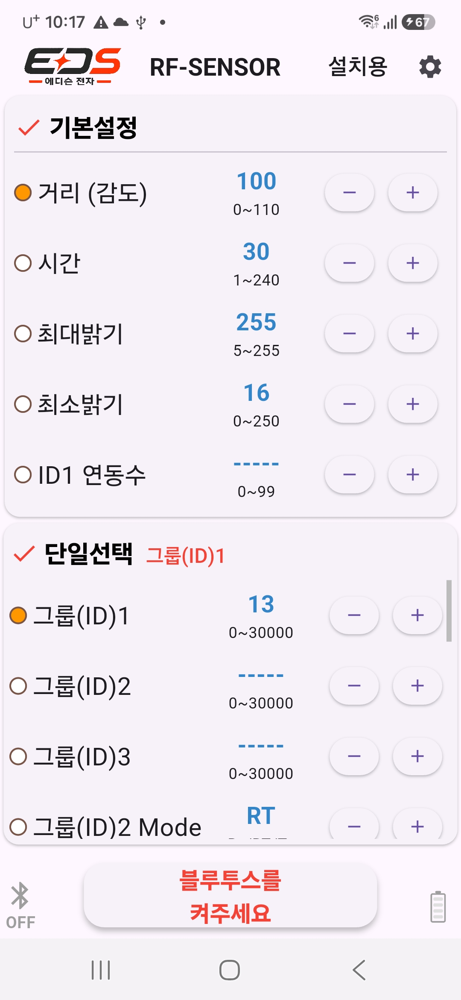 U+ 10:17 6 67
EDS
에디슨 전자
RF-SENSOR 설치용
기본설정
거리 (감도) 100 − +
0~110
시간 30 − +
1~240
최대밝기 255 − +
5~255
최소밝기 16 − +
0~250
ID1 연동수 ----- − +
0~99
단일선택 그룹(ID)1
그룹(ID)1 13 − +
0~30000
그룹(ID)2 ----- − +
0~30000
그룹(ID)3 ----- − +
0~30000
그룹(ID)2 Mode RT − +
블루투스를
켜주세요
OFF